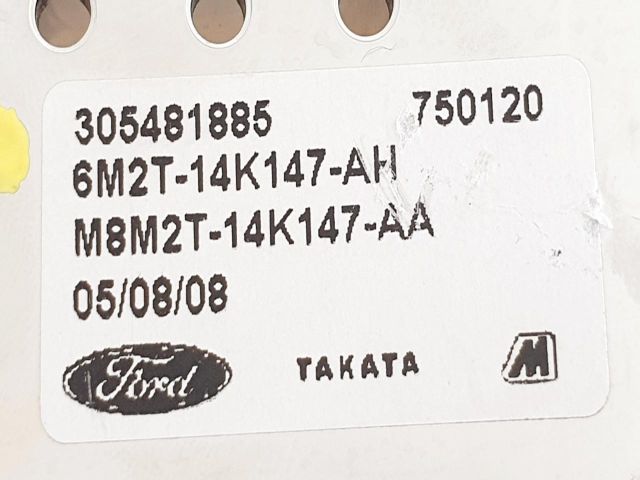 305481885 750120
6M2T-14K147-AH
M8M2T-14K147-AA
05/08/08
Ford TAKATA M